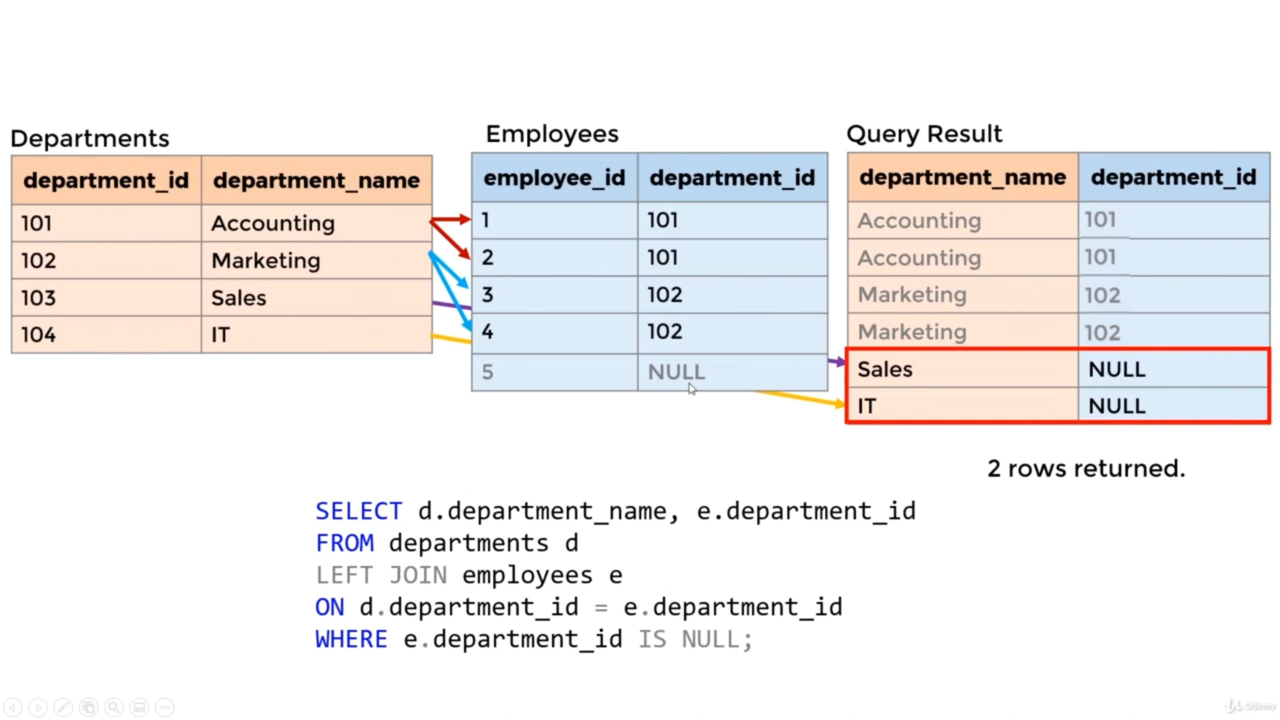 Departments
department_id department_name
101 Accounting
102 Marketing
103 Sales
104 IT
Employees
employee_id department_id
1 101
2 101
3 102
4 102
5 NULL
Query Result
department_name department_id
Accounting 101
Accounting 101
Marketing 102
Marketing 102
Sales NULL
IT NULL
2 rows returned.
SELECT d.department_name, e.department_id
FROM departments d
LEFT JOIN employees e
ON d.department_id = e.department_id
WHERE e.department_id IS NULL;
Udemy